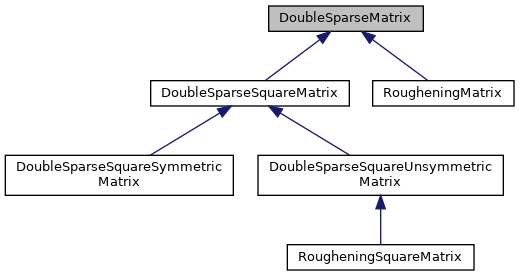 DoubleSparseMatrix
DoubleSparseSquareMatrix
RougheningMatrix
DoubleSparseSquareSymmetric
Matrix
DoubleSparseSquareUnsymmetric
Matrix
RougheningSquareMatrix